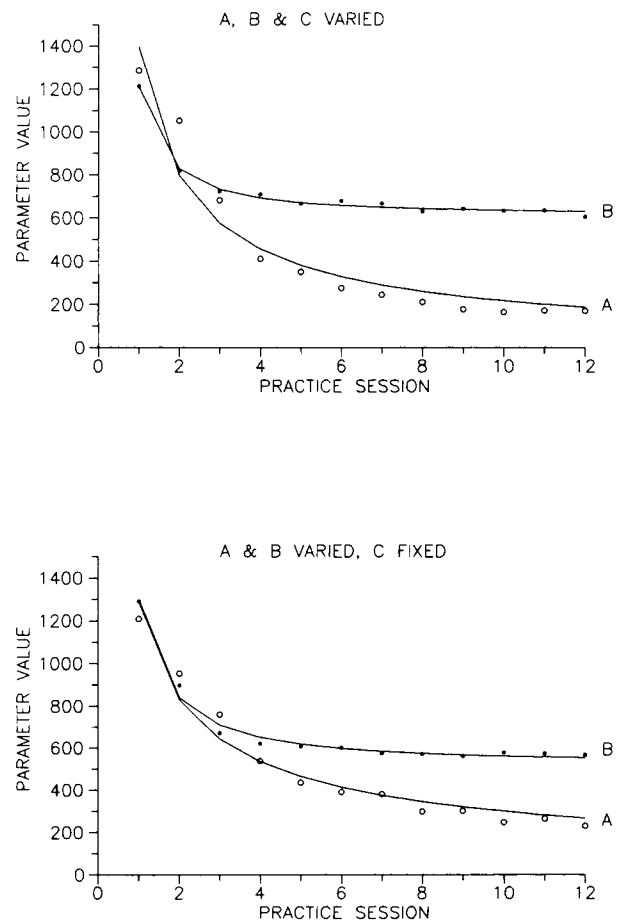 A, B & C VARIED
1400
1200
1000
800
600
400
200
0
PARAMETER VALUE
B
A
0 2 4 6 8 10 12
PRACTICE SESSION
A & B VARIED, C FIXED
1400
1200
1000
800
600
400
200
0
PARAMETER VALUE
B
A
0 2 4 6 8 10 12
PRACTICE SESSION